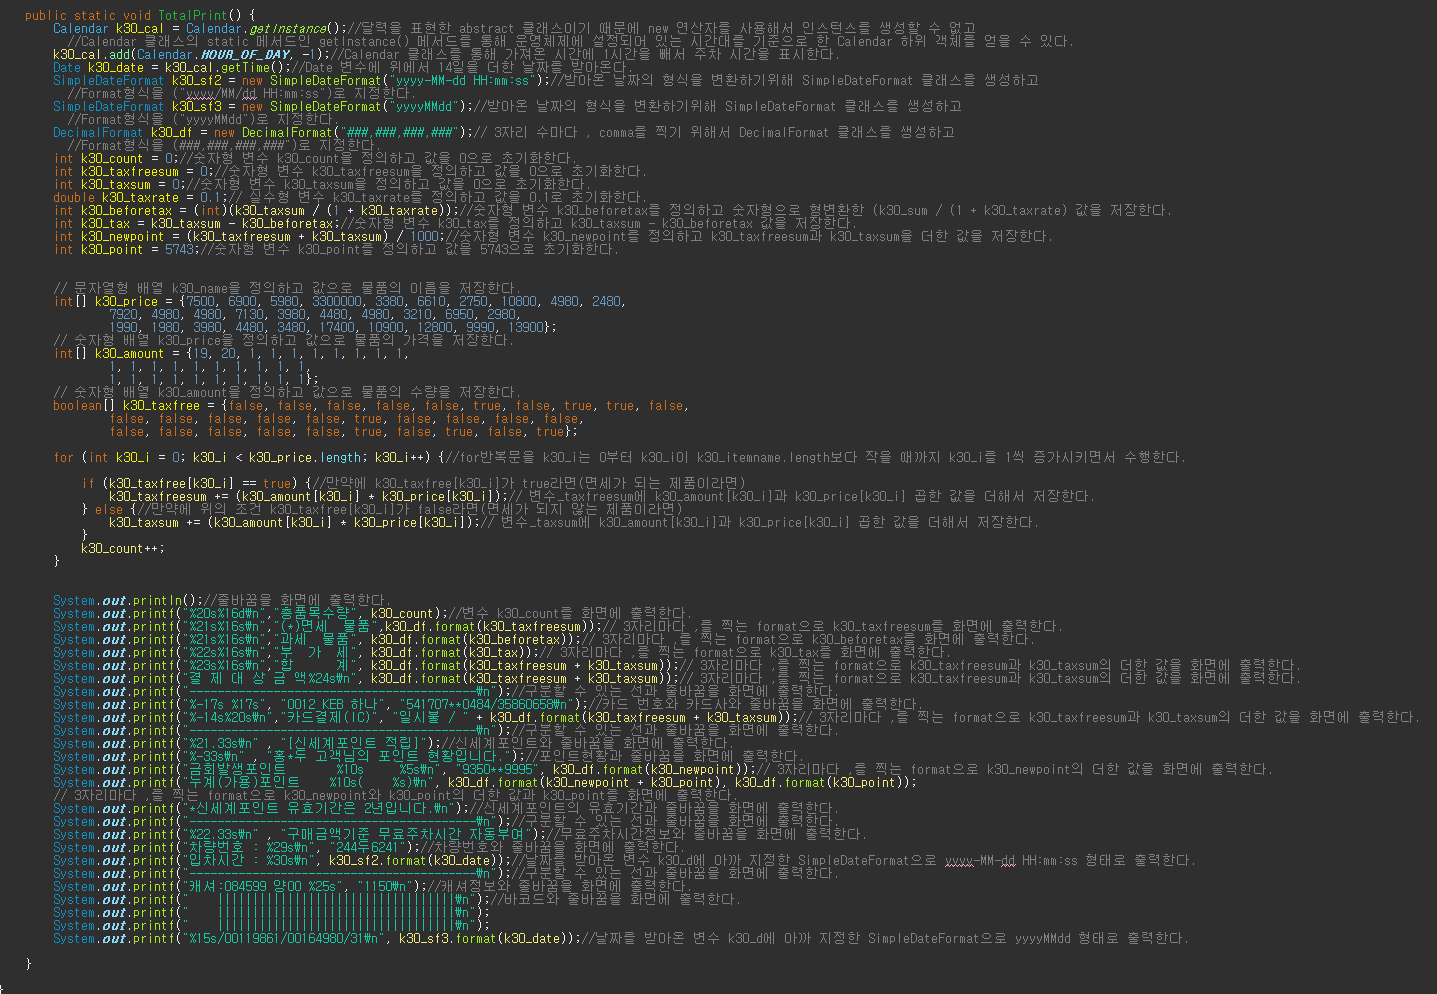 public static void TotalPrint() {
Calendar k30_cal = Calendar.getInstance();//달력을 표현한 abstract 클래스이기 때문에 new 연산자를 사용해서 인스턴스를 생성할 수 없고
//Calendar 클래스의 static 메서드인 getInstance() 메서드를 통해 운영체제에 설정되어 있는 시간대를 기준으로 한 Calendar 하위 객체를 얻을 수 있다.
k30_cal.add(Calendar.HOUR_OF_DAY, -1);//Calendar 클래스를 통해 가져온 시간에 1시간을 빼서 주차 시간을 표시한다.
Date k30_date = k30_cal.getTime();//Date 변수에 위에서 14일을 더한 날짜를 받아온다
SimpleDateFormat k30_sf2 = new SimpleDateFormat("yyyy-MM-dd HH:mm:ss");//받아온 날짜의 형식을 변환하기위해 SimpleDateFormat 클래스를 생성하고
//Format형식을 ("yyyy/MM/dd HH:mm:ss")로 지정한다.
SimpleDateFormat k30_sf3 = new SimpleDateFormat("yyyyMMdd");//받아온 날짜의 형식을 변환하기위해 SimpleDateFormat 클래스를 생성하고
//Format형식을 ("yyyyMMdd")로 지정한다.
DecimalFormat k30_df = new DecimalFormat("###,###,###,###");// 3자리 수마다 , comma를 찍기 위해서 DecimalFormat 클래스를 생성하고
//Format형식을 (###,###,###,###")로 지정한다.
int k30_count = 0;//숫자형 변수 k30_count을 정의하고 값을 0으로 초기화한다.
int k30_taxfreesum = 0;//숫자형 변수 k30_taxfreesum을 정의하고 값을 0으로 초기화한다.
int k30_taxsum = 0;//숫자형 변수 k30_taxsum을 정의하고 값을 0으로 초기화한다.
double k30_taxrate = 0.1;// 실수형 변수 k30_taxrate를 정의하고 값을 0.1로 초기화한다.
int k30_beforetax = (int)(k30_taxsum / (1 + k30_taxrate));//숫자형 변수 k30_beforetax를 정의하고 숫자형으로 형변환한 (k30_sum / (1 + k30_taxrate) 값을 저장한다.
int k30_tax = k30_taxsum - k30_beforetax;//숫자형 변수 k30_tax를 정의하고 k30_taxsum - k30_beforetax 값을 저장한다.
int k30_newpoint = (k30_taxfreesum + k30_taxsum) / 1000;//숫자형 변수 k30_newpoint를 정의하고 k30_taxfreesum과 k30_taxsum을 더한 값을 저장한다.
int k30_point = 5743;//숫자형 변수 k30_point를 정의하고 값을 5743으로 초기화한다.
// 문자열형 배열 k30_name을 정의하고 값으로 물품의 이름을 저장한다.
int[] k30_price = {7500, 6900, 5980, 3300000, 3380, 6610, 2750, 10800, 4980, 2480,
7920, 4980, 4980, 7130, 3980, 4480, 4980, 3210, 6950, 2980,
1990, 1980, 3980, 4480, 3480, 17400, 10900, 12800, 9990, 13900};
// 숫자형 배열 k30_price을 정의하고 값으로 물품의 가격을 저장한다.
int[] k30_amount = {19, 20, 1, 1, 1, 1, 1, 1, 1, 1,
1, 1, 1, 1, 1, 1, 1, 1, 1, 1,
1, 1, 1, 1, 1, 1, 1, 1, 1, 1};
// 숫자형 배열 k30_amount을 정의하고 값으로 물품의 수량을 저장한다.
boolean[] k30_taxfree = {false, false, false, false, false, true, false, true, true, false,
false, false, false, false, false, true, false, false, false, false,
false, false, false, false, false, true, false, true, false, true};
for (int k30_i = 0; k30_i < k30_price.length; k30_i++) {//for반복문을 k30_i는 0부터 k30_i이 k30_itemname.length보다 작을 때까지 k30_i를 1씩 증가시키면서 수행한다.
if (k30_taxfree[k30_i] == true) {//만약에 k30_taxfree[k30_i]가 true라면(면세가 되는 제품이라면)
k30_taxfreesum += (k30_amount[k30_i] * k30_price[k30_i]);// 변수_taxfreesum에 k30_amount[k30_i]과 k30_price[k30_i] 곱한 값을 더해서 저장한다.
} else {//만약에 위의 조건 k30_taxfree[k30_i]가 false라면(면세가 되지 않는 제품이라면)
k30_taxsum += (k30_amount[k30_i] * k30_price[k30_i]);// 변수_taxsum에 k30_amount[k30_i]과 k30_price[k30_i] 곱한 값을 더해서 저장한다.
}
k30_count++;
}
System.out.println();//줄바꿈을 화면에 출력한다.
System.out.printf("%20s%16d₩n","총품목수량", k30_count);//변수 k30_count를 화면에 출력한다.
System.out.printf("%21s%16s₩n","(*)면세  물품",k30_df.format(k30_taxfreesum));// 3자리마다 ,를 찍는 format으로 k30_taxfreesum를 화면에 출력한다.
System.out.printf("%21s%16s₩n","과세  물품", k30_df.format(k30_beforetax));// 3자리마다 ,를 찍는 format으로 k30_beforetax를 화면에 출력한다.
System.out.printf("%22s%16s₩n","부  가  세", k30_df.format(k30_tax));// 3자리마다 ,를 찍는 format으로 k30_tax를 화면에 출력한다.
System.out.printf("%23s%16s₩n","합      계", k30_df.format(k30_taxfreesum + k30_taxsum));// 3자리마다 ,를 찍는 format으로 k30_taxfreesum과 k30_taxsum의 더한 값을 화면에 출력한다.
System.out.printf("결 제 대 상 금 액%24s₩n", k30_df.format(k30_taxfreesum + k30_taxsum));// 3자리마다 ,를 찍는 format으로 k30_taxfreesum과 k30_taxsum의 더한 값을 화면에 출력한다.
System.out.printf("-----------------------------------------₩n");//구분할 수 있는 선과 줄바꿈을 화면에 출력한다.
System.out.printf("%-17s %17s", "0012 KEB 하나", "541707**0484/35860658₩n");//카드 번호와 카드사와 줄바꿈을 화면에 출력한다.
System.out.printf("%-14s%20s₩n","카드결제(IC)", "일시불 / " + k30_df.format(k30_taxfreesum + k30_taxsum));// 3자리마다 ,를 찍는 format으로 k30_taxfreesum과 k30_taxsum의 더한 값을 화면에 출력한다.
System.out.printf("-----------------------------------------₩n");//구분할 수 있는 선과 줄바꿈을 화면에 출력한다.
System.out.printf("%21.33s₩n" , "[신세계포인트 적립]");//신세계포인트와 줄바꿈을 화면에 출력한다.
System.out.printf("%-33s₩n" , "홍*두 고객님의 포인트 현황입니다.");//포인트현황과 줄바꿈을 화면에 출력한다.
System.out.printf("금회발생포인트       %10s     %5s₩n", "9350**9995", k30_df.format(k30_newpoint));// 3자리마다 ,를 찍는 format으로 k30_newpoint의 더한 값을 화면에 출력한다.
System.out.printf("누계(가용)포인트    %10s(    %s)₩n", k30_df.format(k30_newpoint + k30_point), k30_df.format(k30_point));
// 3자리마다 ,를 찍는 format으로 k30_newpoint와 k30_point의 더한 값과 k30_point를 화면에 출력한다.
System.out.printf("*신세계포인트 유효기간은 2년입니다.₩n");//신세계포인트의 유효기간과 줄바꿈을 화면에 출력한다.
System.out.printf("-----------------------------------------₩n");//구분할 수 있는 선과 줄바꿈을 화면에 출력한다.
System.out.printf("%22.33s₩n" , "구매금액기준 무료주차시간 자동부여");//무료주차시간정보와 줄바꿈을 화면에 출력한다.
System.out.printf("차량번호 : %29s₩n", "244두6241");//차량번호와 줄바꿈을 화면에 출력한다.
System.out.printf("입차시간 : %30s₩n", k30_sf2.format(k30_date));//날짜를 받아온 변수 k30_d에 아까 지정한 SimpleDateFormat으로 yyyy-MM-dd HH:mm:ss 형태로 출력한다.
System.out.printf("-----------------------------------------₩n");//구분할 수 있는 선과 줄바꿈을 화면에 출력한다.
System.out.printf("캐셔:084599 양00 %25s", "1150₩n");//캐셔정보와 줄바꿈을 화면에 출력한다.
System.out.printf("    ||||||||||||||||||||||||||||||||||₩n");//바코드와 줄바꿈을 화면에 출력한다.
System.out.printf("    ||||||||||||||||||||||||||||||||||₩n");
System.out.printf("    ||||||||||||||||||||||||||||||||||₩n");
System.out.printf("%15s/00119861/00164980/31₩n", k30_sf3.format(k30_date));//날짜를 받아온 변수 k30_d에 아까 지정한 SimpleDateFormat으로 yyyyMMdd 형태로 출력한다.
}
}